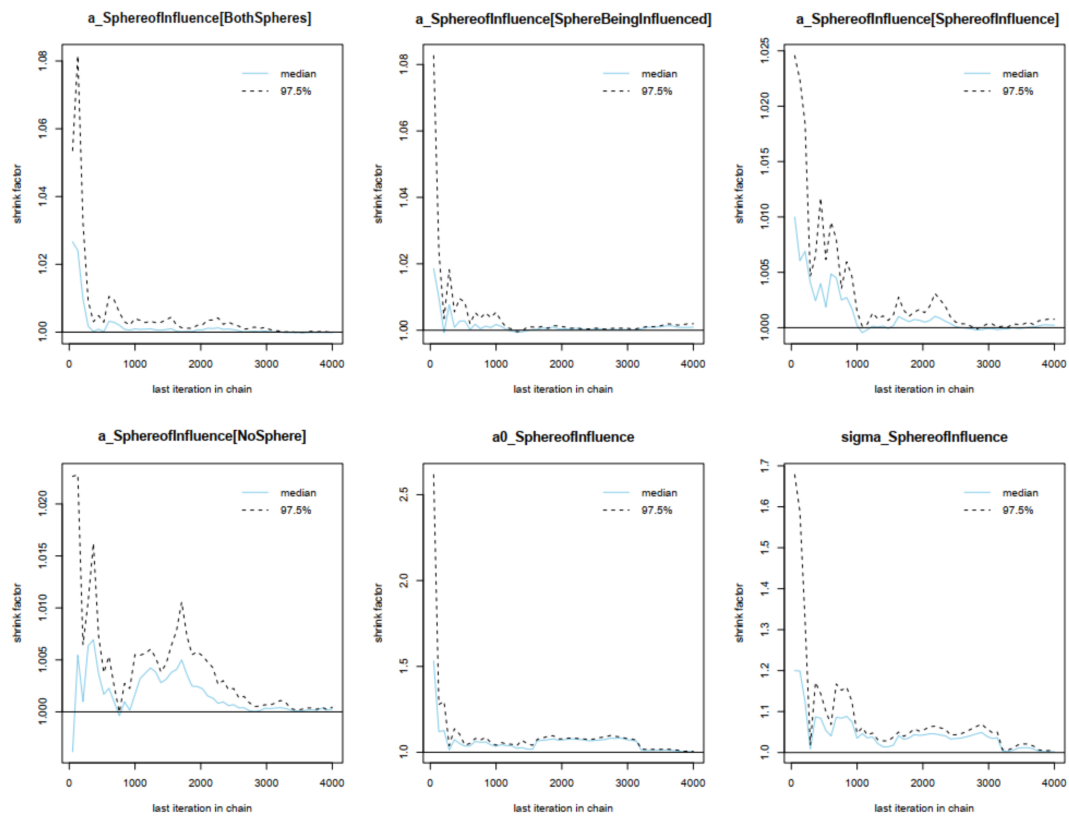 a_SphereofInfluence[BothSpheres]
1.08
1.06
1.04
1.02
1.00
shrink factor
median
97.5%
0 1000 2000 3000 4000
last iteration in chain
a_SphereofInfluence[SphereBeingInfluenced]
1.08
1.06
1.04
1.02
1.00
shrink factor
median
97.5%
0 1000 2000 3000 4000
last iteration in chain
a_SphereofInfluence[SphereofInfluence]
1.025
1.020
1.015
1.010
1.005
1.000
shrink factor
median
97.5%
0 1000 2000 3000 4000
last iteration in chain
a_SphereofInfluence[NoSphere]
1.020
1.015
1.010
1.005
1.000
shrink factor
median
97.5%
0 1000 2000 3000 4000
last iteration in chain
a0_SphereofInfluence
2.5
2.0
1.5
1.0
shrink factor
median
97.5%
0 1000 2000 3000 4000
last iteration in chain
sigma_SphereofInfluence
1.7
1.6
1.5
1.4
1.3
1.2
1.1
1.0
shrink factor
median
97.5%
0 1000 2000 3000 4000
last iteration in chain